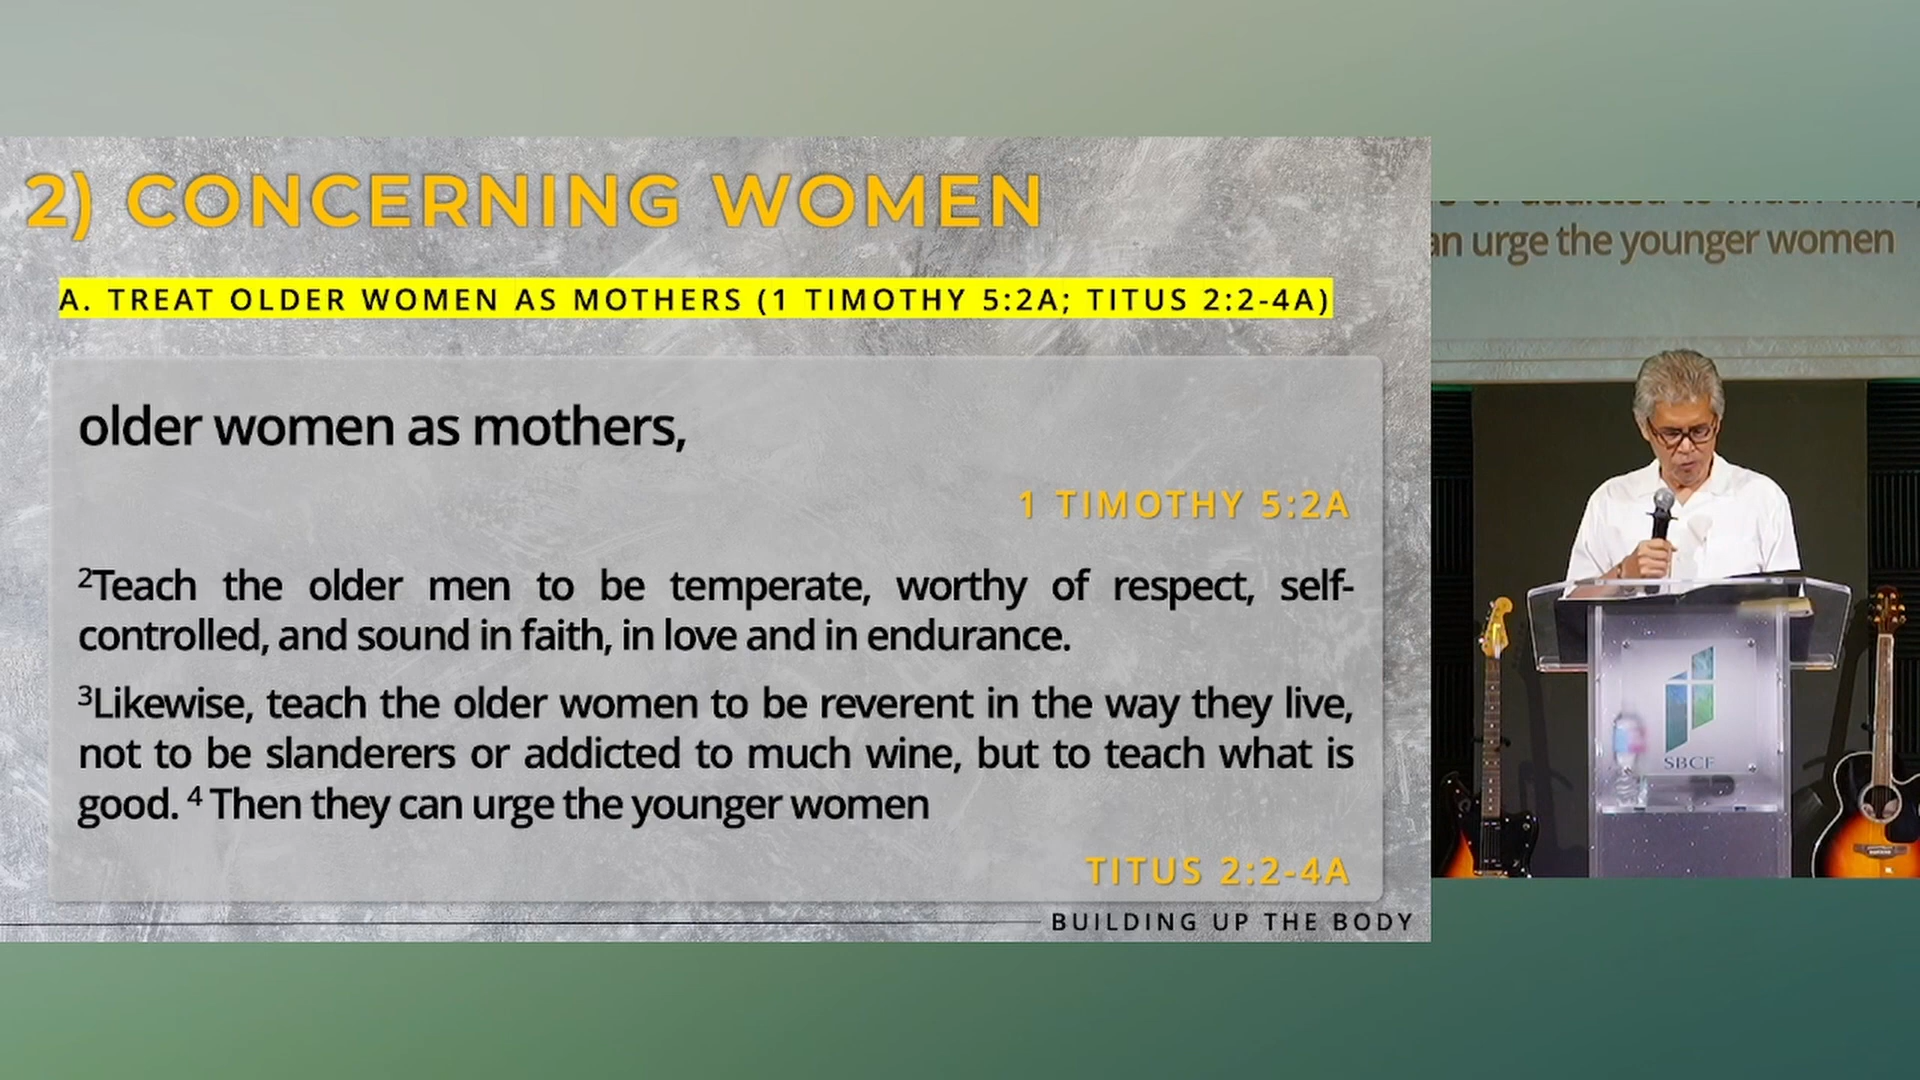 2) CONCERNING WOMEN
A. TREAT OLDER WOMEN AS MOTHERS (1 TIMOTHY 5:2A; TITUS 2:2-4A)
older women as mothers,
1 TIMOTHY 5:2A
²Teach the older men to be temperate, worthy of respect, self-
controlled, and sound in faith, in love and in endurance.
³Likewise, teach the older women to be reverent in the way they live,
not to be slanderers or addicted to much wine, but to teach what is
good. ⁴ Then they can urge the younger women
TITUS 2:2-4A
BUILDING UP THE BODY
urge the younger women
SBCF